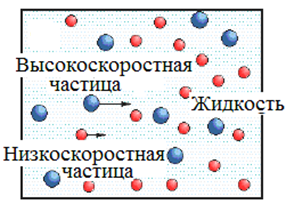 Высокоскоростная
частица
Жидкость
Низкоскоростная
частица